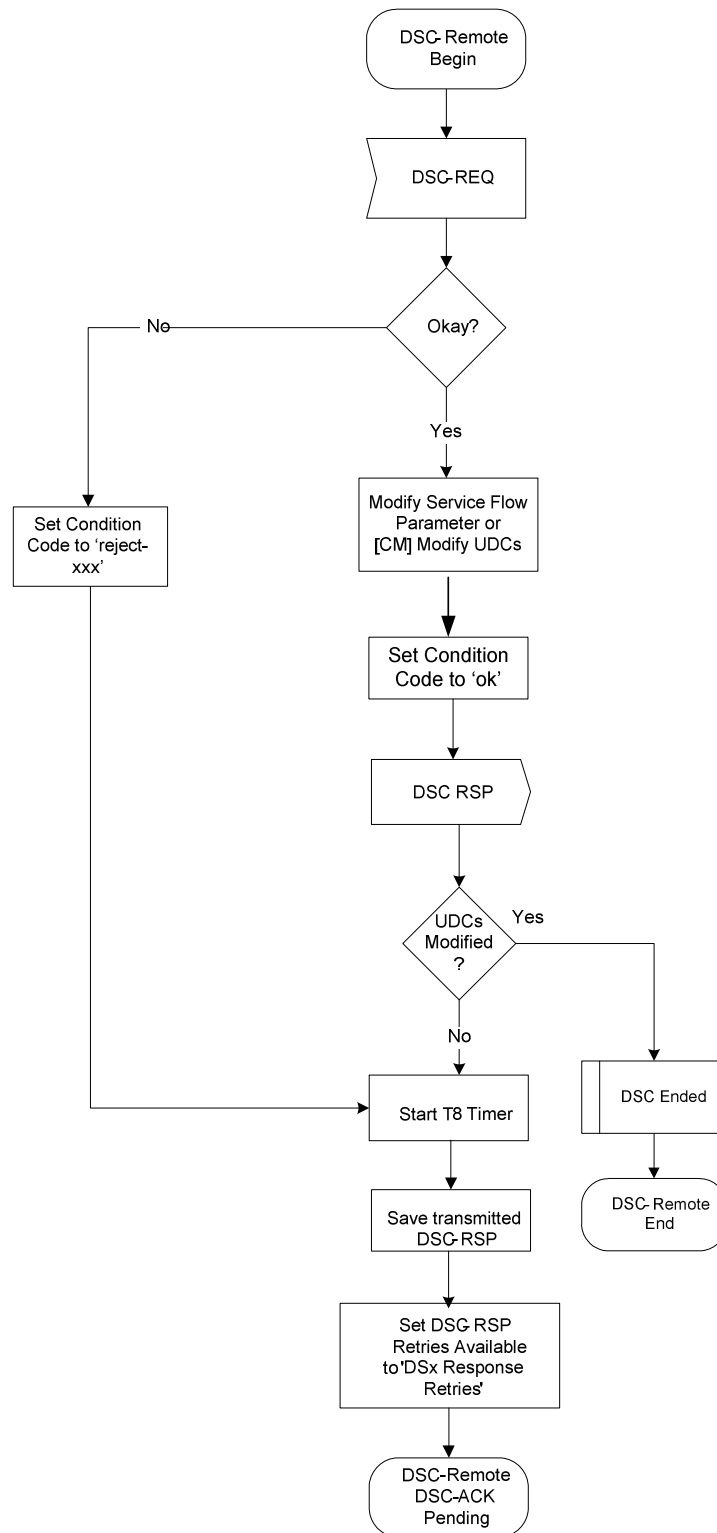 DSC-Remote
Begin
DSC-REQ
Okay?
No
Yes
Modify Service Flow
Parameter or
[CM] Modify UDCs
Set Condition
Code to ‘reject-
xxx’
Set Condition
Code to ‘ok’
DSC RSP
UDCs
Modified
?
Yes
No
DSC Ended
Start T8 Timer
DSC-Remote
End
Save transmitted
DSC-RSP
Set DSC-RSP
Retries Available
to 'DSx Response
Retries'
DSC-Remote
DSC-ACK
Pending